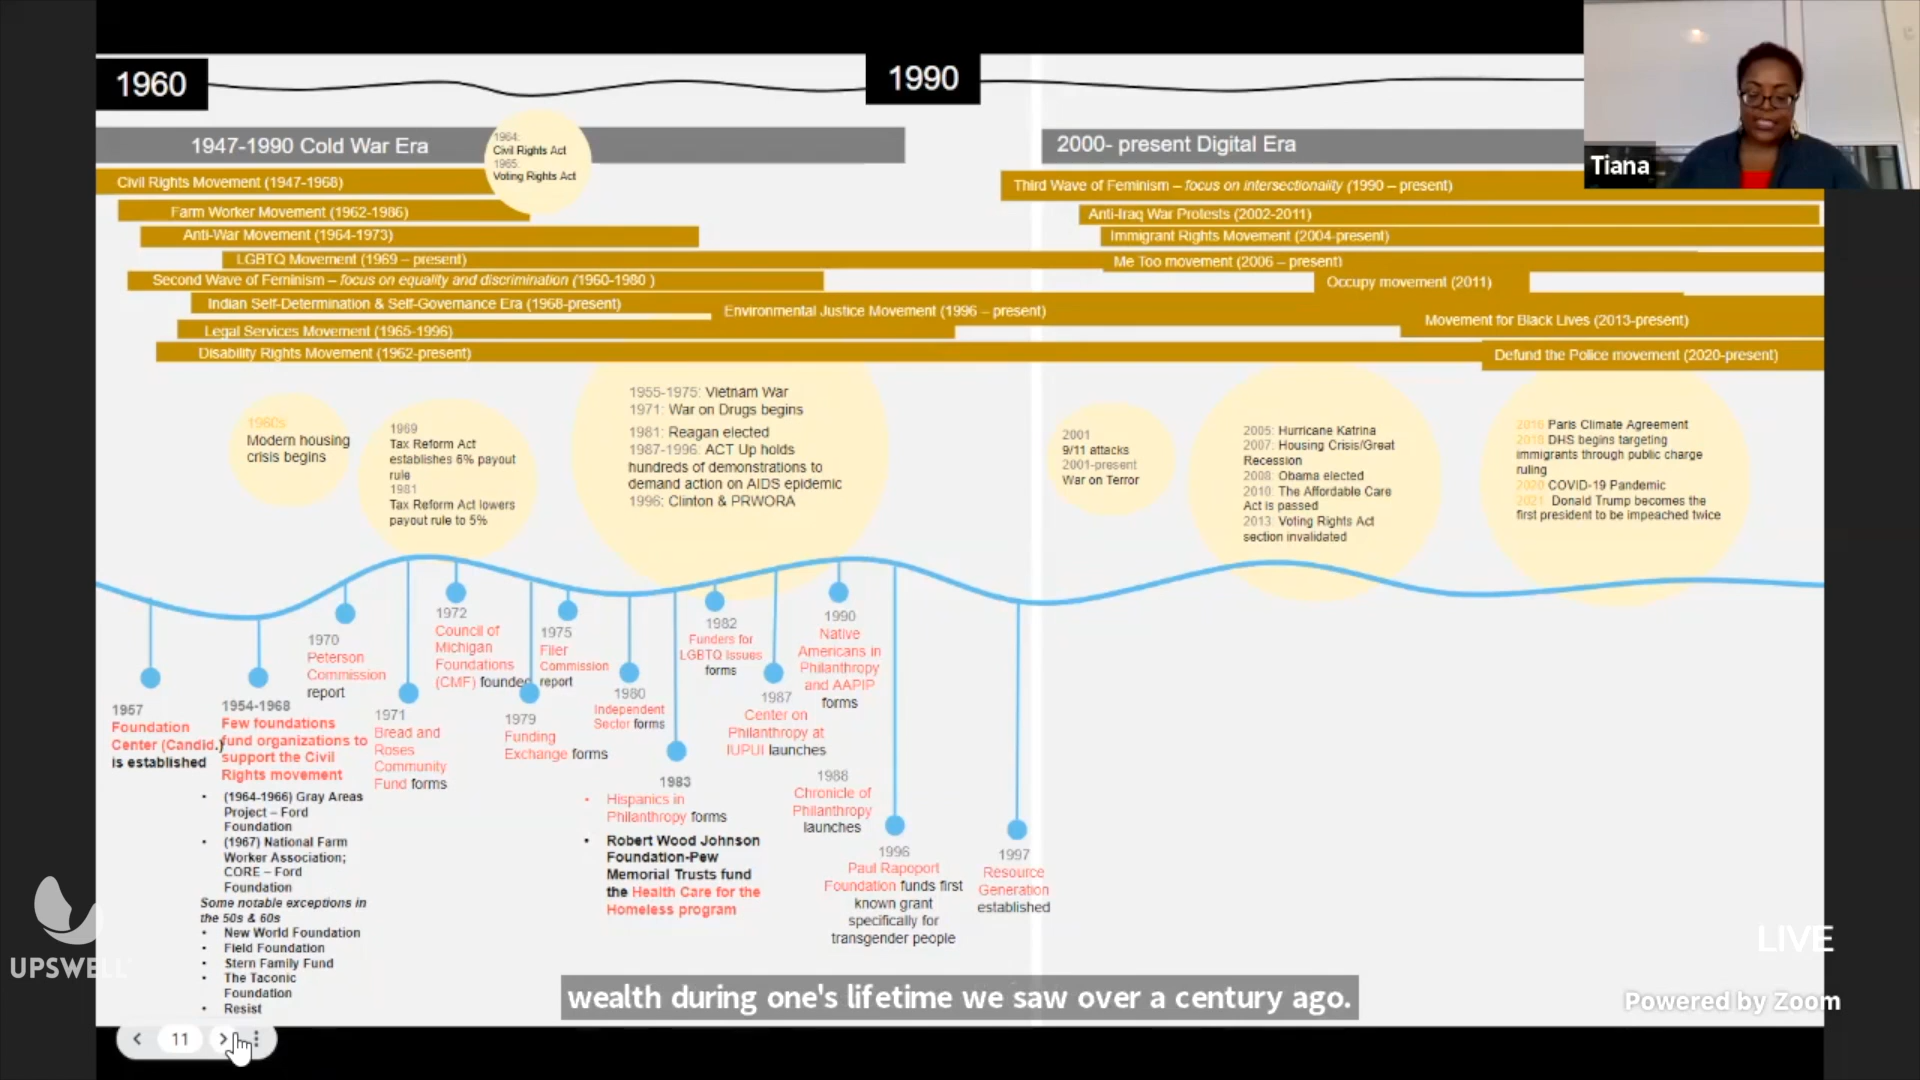 1960
1990
1947-1990 Cold War Era
2000- present Digital Era
1964:
Civil Rights Act
1965:
Voting Rights Act
Tiana
Civil Rights Movement (1947-1968)
Farm Worker Movement (1962-1986)
Anti-War Movement (1964-1973)
LGBTQ Movement (1969 – present)
Second Wave of Feminism – focus on equality and discrimination (1960-1980 )
Indian Self-Determination & Self-Governance Era (1968-present)
Legal Services Movement (1965-1996)
Disability Rights Movement (1962-present)
Environmental Justice Movement (1996 – present)
Third Wave of Feminism – focus on intersectionality (1990 – present)
Anti-Iraq War Protests (2002-2011)
Immigrant Rights Movement (2004-present)
Me Too movement (2006 – present)
Occupy movement (2011)
Movement for Black Lives (2013-present)
Defund the Police movement (2020-present)
1960s
Modern housing
crisis begins
1969
Tax Reform Act
establishes 6% payout
rule
1981
Tax Reform Act lowers
payout rule to 5%
1955-1975: Vietnam War
1971: War on Drugs begins
1981: Reagan elected
1987-1996: ACT Up holds
hundreds of demonstrations to
demand action on AIDS epidemic
1996: Clinton & PRWORA
2001
9/11 attacks
2001-present
War on Terror
2005: Hurricane Katrina
2007: Housing Crisis/Great
Recession
2008: Obama elected
2010: The Affordable Care
Act is passed
2013: Voting Rights Act
section invalidated
2016 Paris Climate Agreement
2018 DHS begins targeting
immigrants through public charge
ruling
2020 COVID-19 Pandemic
2021 Donald Trump becomes the
first president to be impeached twice
1957
Foundation
Center (Candid.)
is established
1954-1968
Few foundations
fund organizations to
support the Civil
Rights movement
• (1964-1966) Gray Areas
Project – Ford
Foundation
• (1967) National Farm
Worker Association;
CORE – Ford
Foundation
Some notable exceptions in
the 50s & 60s
• New World Foundation
• Field Foundation
• Stern Family Fund
• The Taconic
Foundation
• Resist
1970
Peterson
Commission
report
1971
Bread and
Roses
Community
Fund forms
1972
Council of
Michigan
Foundations
(CMF) founded
1979
Funding
Exchange forms
1975
Filer
Commission
report
1980
Independent
Sector forms
1983
• Hispanics in
Philanthropy forms
• Robert Wood Johnson
Foundation-Pew
Memorial Trusts fund
the Health Care for the
Homeless program
1982
Funders for
LGBTQ Issues
forms
1987
Center on
Philanthropy at
IUPUI launches
1988
Chronicle of
Philanthropy
launches
1990
Native
Americans in
Philanthropy
and AAPIP
forms
1996
Paul Rapoport
Foundation funds first
known grant
specifically for
transgender people
1997
Resource
Generation
established
UPSWELL
LIVE
Powered by Zoom
wealth during one's lifetime we saw over a century ago.
11